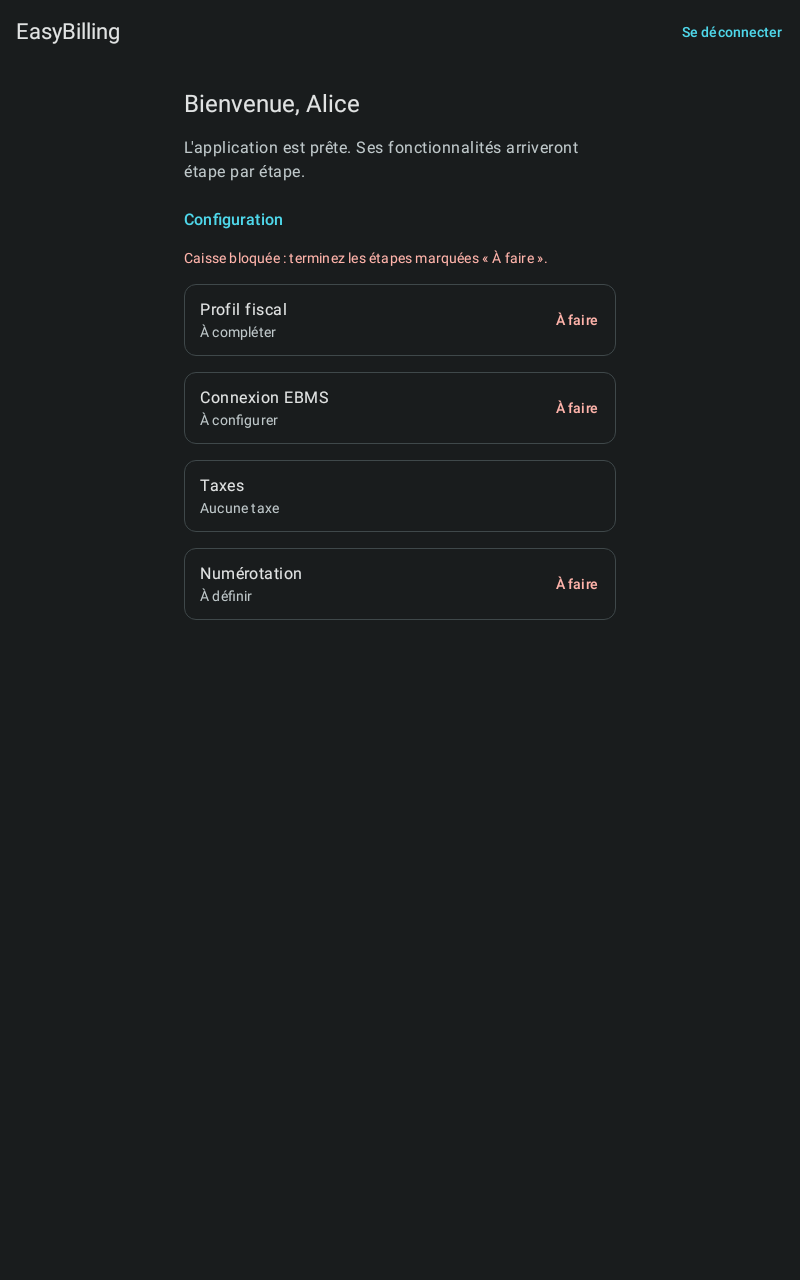 EasyBilling
Se déconnecter
Bienvenue, Alice
L'application est prête. Ses fonctionnalités arriveront
étape par étape.
Configuration
Caisse bloquée : terminez les étapes marquées « À faire ».
Profil fiscal
À compléter
À faire
Connexion EBMS
À configurer
À faire
Taxes
Aucune taxe
Numérotation
À définir
À faire